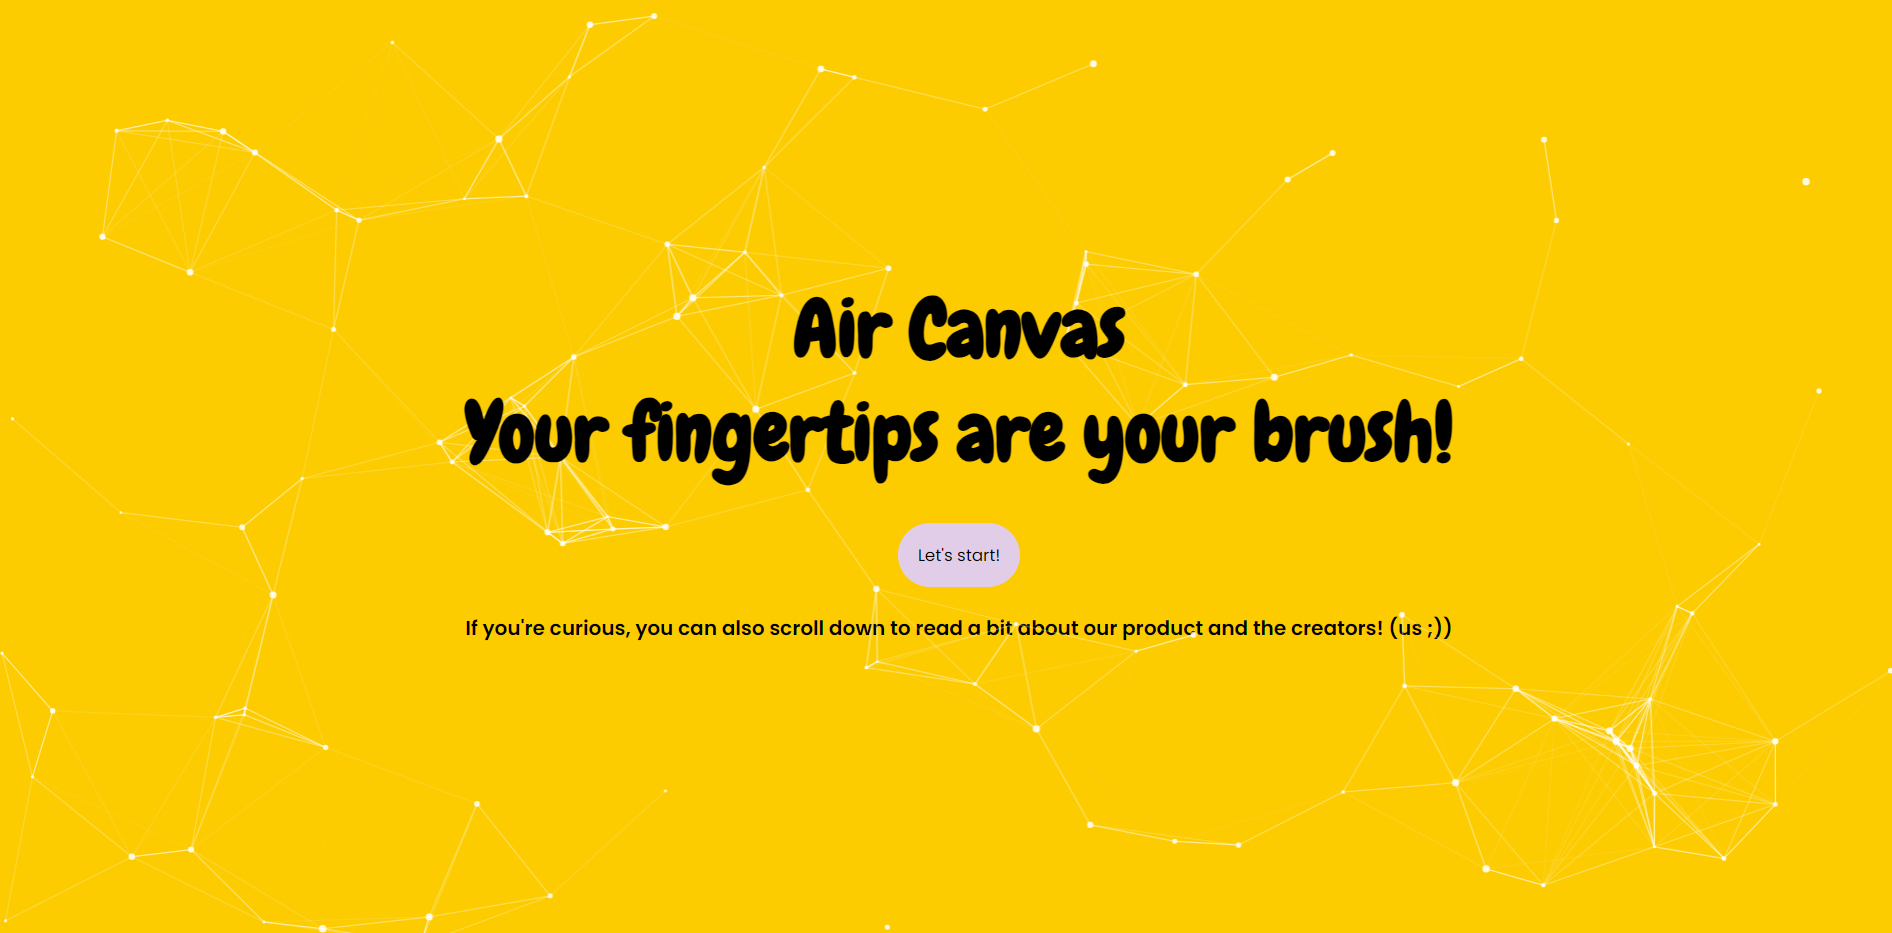 Air Canvas
Your fingertips are your brush!
Let's start!
If you're curious, you can also scroll down to read a bit about our product and the creators! (us ;))